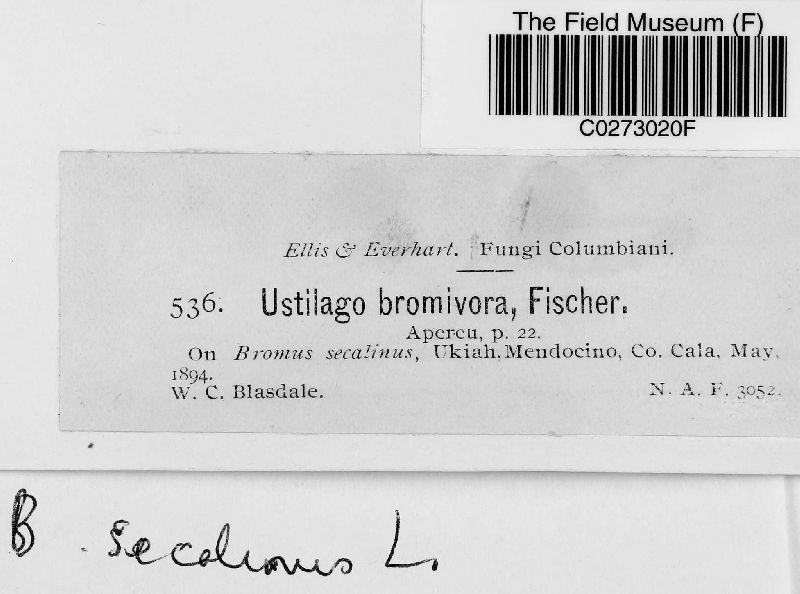 The Field Museum (F)
C0273020F
Ellis & Everhart. Fungi Columbiani.
536. Ustilago bromivora, Fischer.
Apercu, p. 22.
On Bromus secalinus, Ukiah, Mendocino, Co. Cala. May,
1894.
W. C. Blasdale.
N. A. F. 3052.
B. secalinus L.